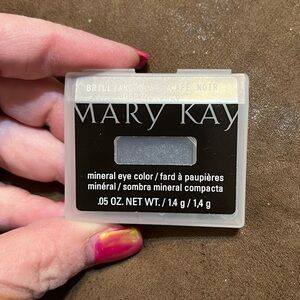 BRILLIANT
NOIR
MARY KAY
mineral eye color / fard à paupières
minéral / sombra mineral compacta
.05 OZ. NET WT. / 1.4 g / 1,4 g